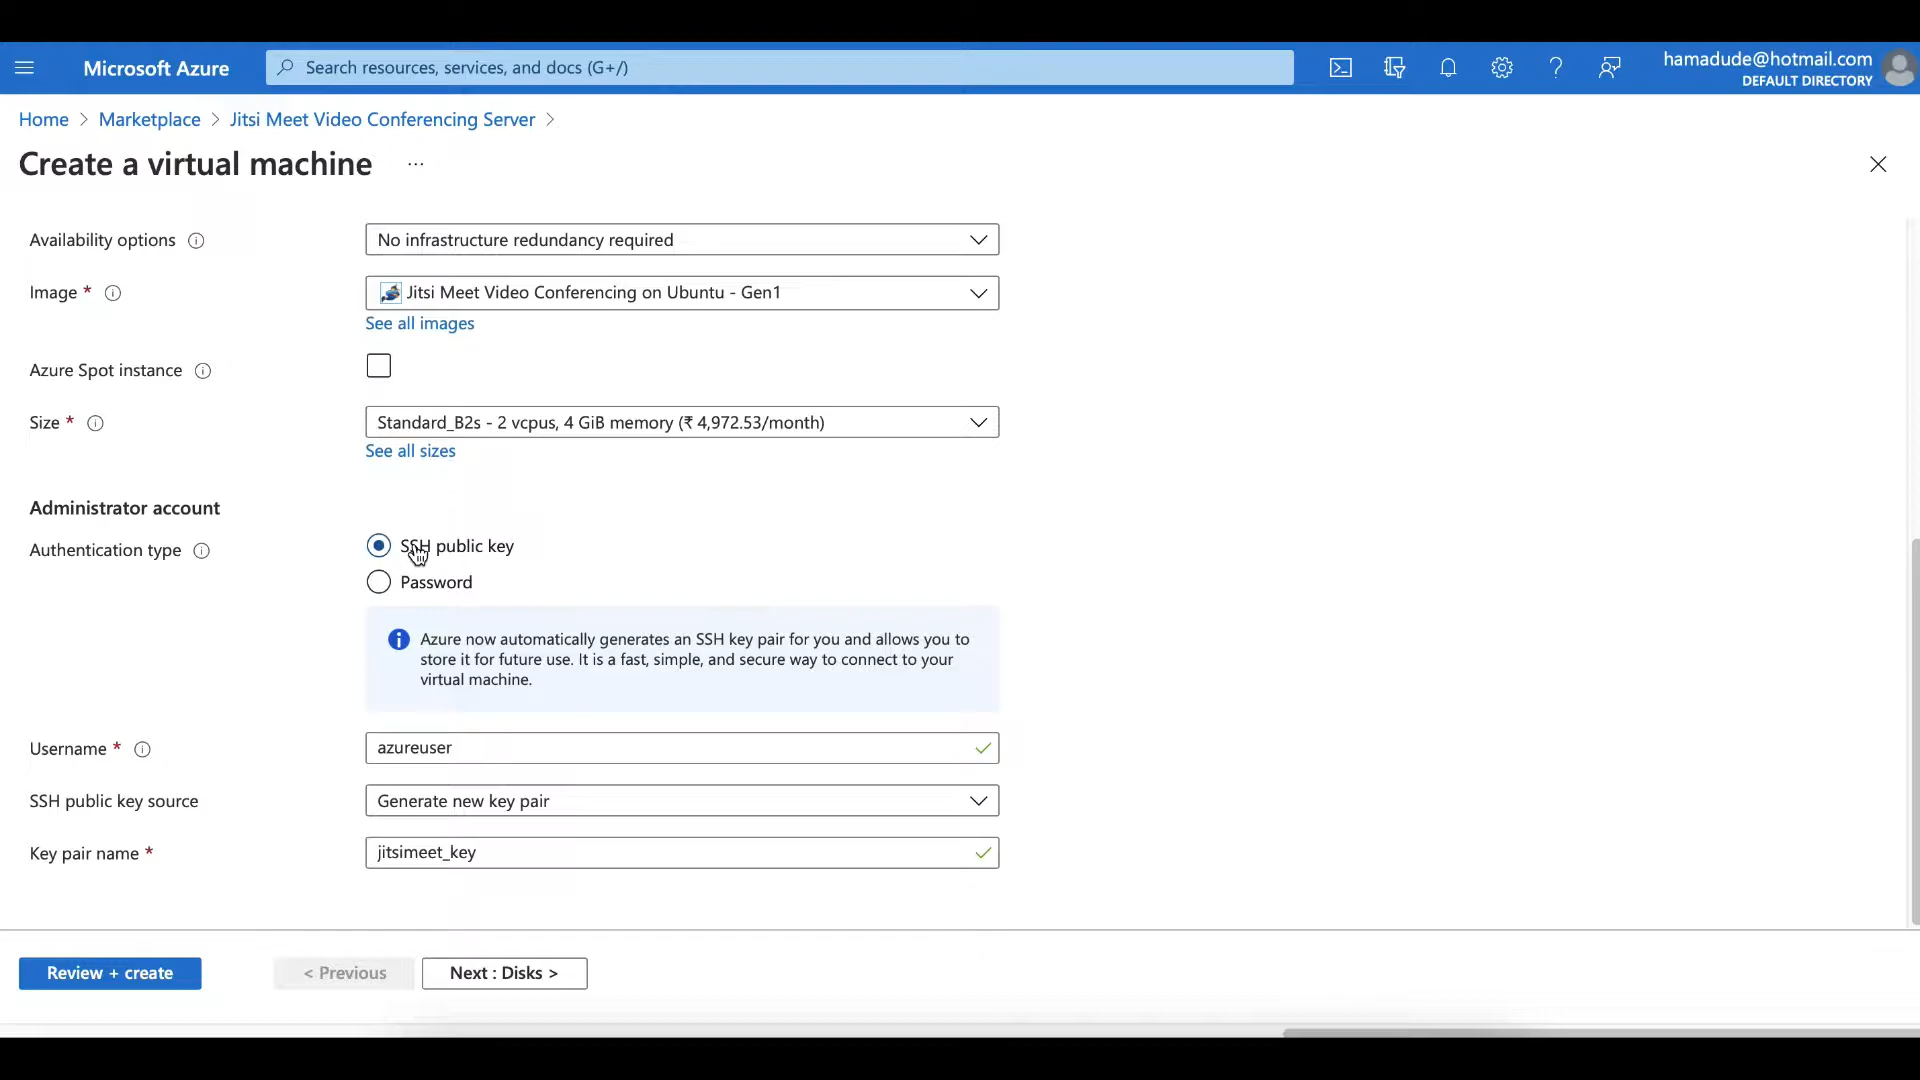 Microsoft Azure
Search resources, services, and docs (G+/)
hamadude@hotmail.com
DEFAULT DIRECTORY
Home > Marketplace > Jitsi Meet Video Conferencing Server >
Create a virtual machine ...
Availability options
No infrastructure redundancy required
Image *
Jitsi Meet Video Conferencing on Ubuntu - Gen1
See all images
Azure Spot instance
Size *
Standard_B2s - 2 vcpus, 4 GiB memory (₹ 4,972.53/month)
See all sizes
Administrator account
Authentication type
SSH public key
Password
Azure now automatically generates an SSH key pair for you and allows you to
store it for future use. It is a fast, simple, and secure way to connect to your
virtual machine.
Username *
azureuser
SSH public key source
Generate new key pair
Key pair name *
jitsimeet_key
Review + create
< Previous
Next : Disks >